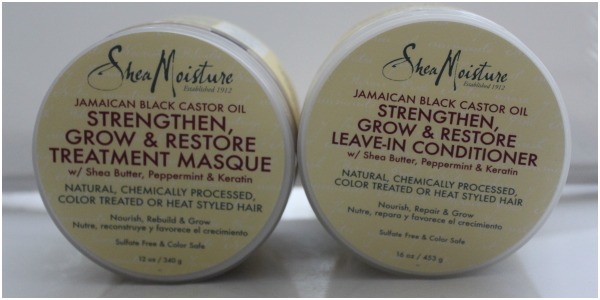 SheaMoisture
Established 1912
JAMAICAN BLACK CASTOR OIL
STRENGTHEN,
GROW & RESTORE
TREATMENT MASQUE
w/ Shea Butter, Peppermint & Keratin
NATURAL, CHEMICALLY PROCESSED,
COLOR TREATED OR HEAT STYLED HAIR
Nourish, Rebuild & Grow
Nutre, reconstruye y favorece el crecimiento
Sulfate Free & Color Safe
12 oz / 340 g
SheaMoisture
Established 1912
JAMAICAN BLACK CASTOR OIL
STRENGTHEN,
GROW & RESTORE
LEAVE-IN CONDITIONER
w/ Shea Butter, Peppermint & Keratin
NATURAL, CHEMICALLY PROCESSED,
COLOR TREATED OR HEAT STYLED HAIR
Nourish, Repair & Grow
Nutre, repara y favorece el crecimiento
Sulfate Free & Color Safe
16 oz / 453 g